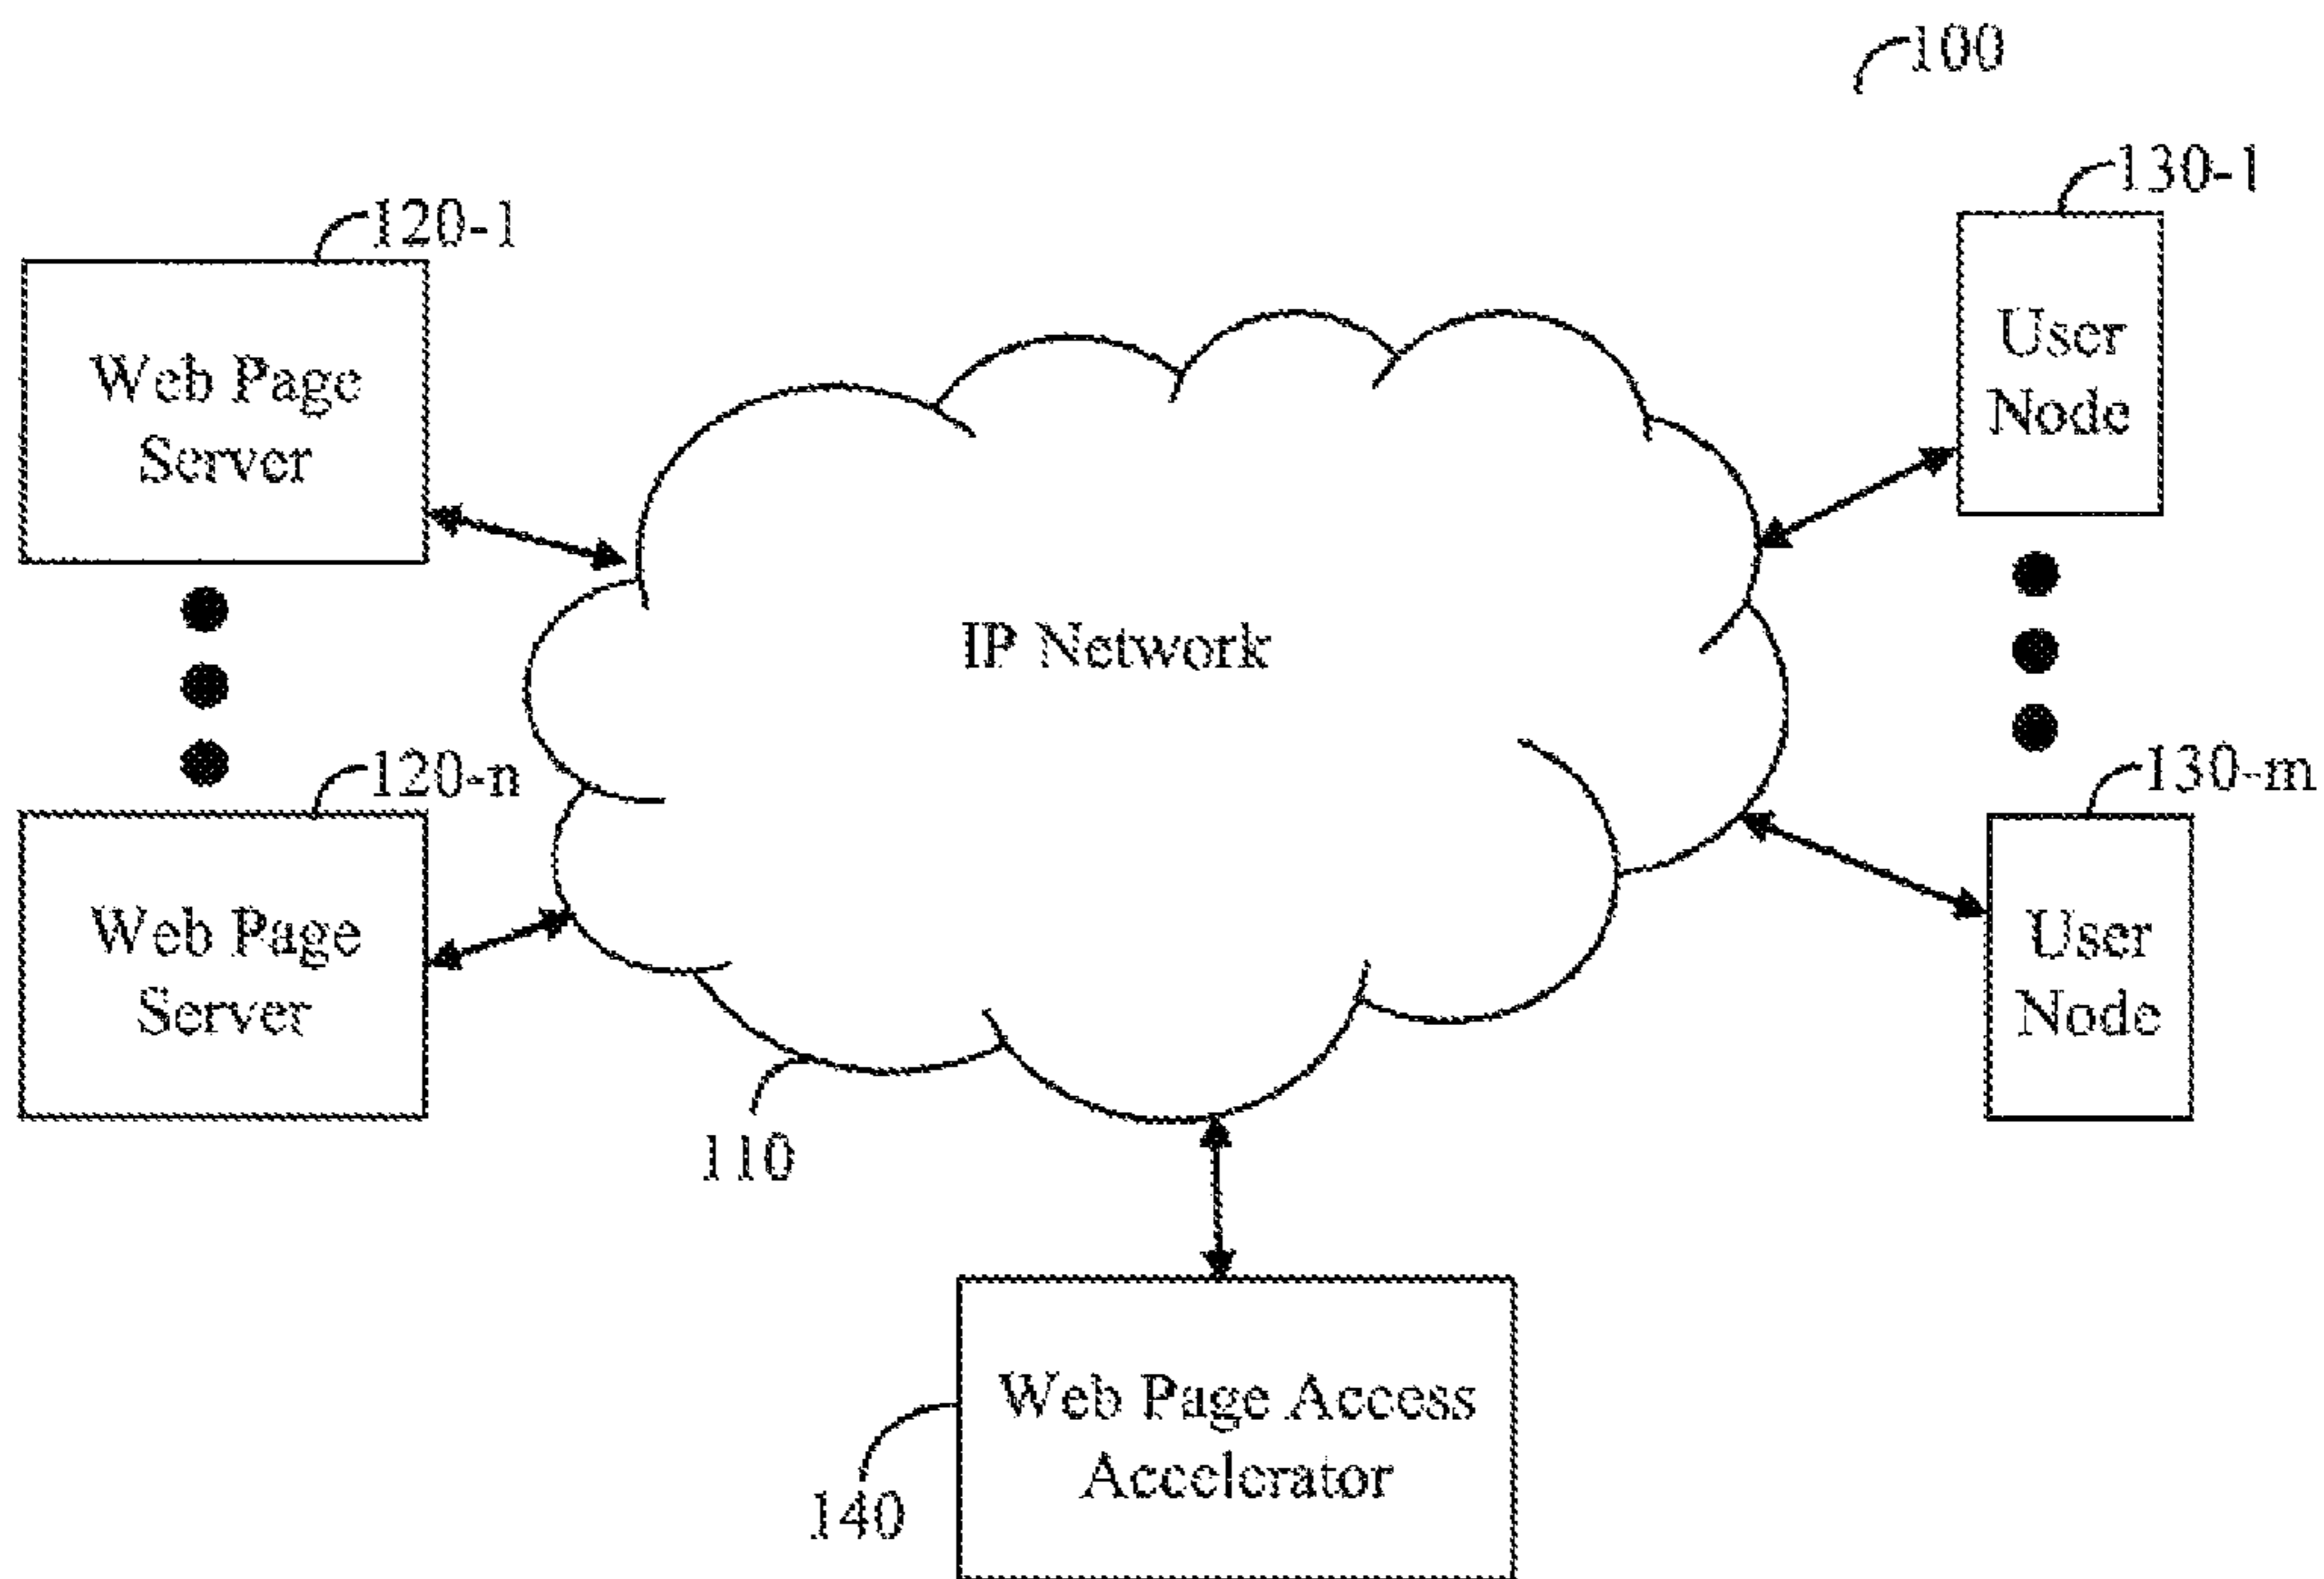 100
130-1
120-1
User
Node
Web Page
Server
IP Network
120-n
130-m
Web Page
Server
User
Node
110
Web Page Access
Accelerator
140